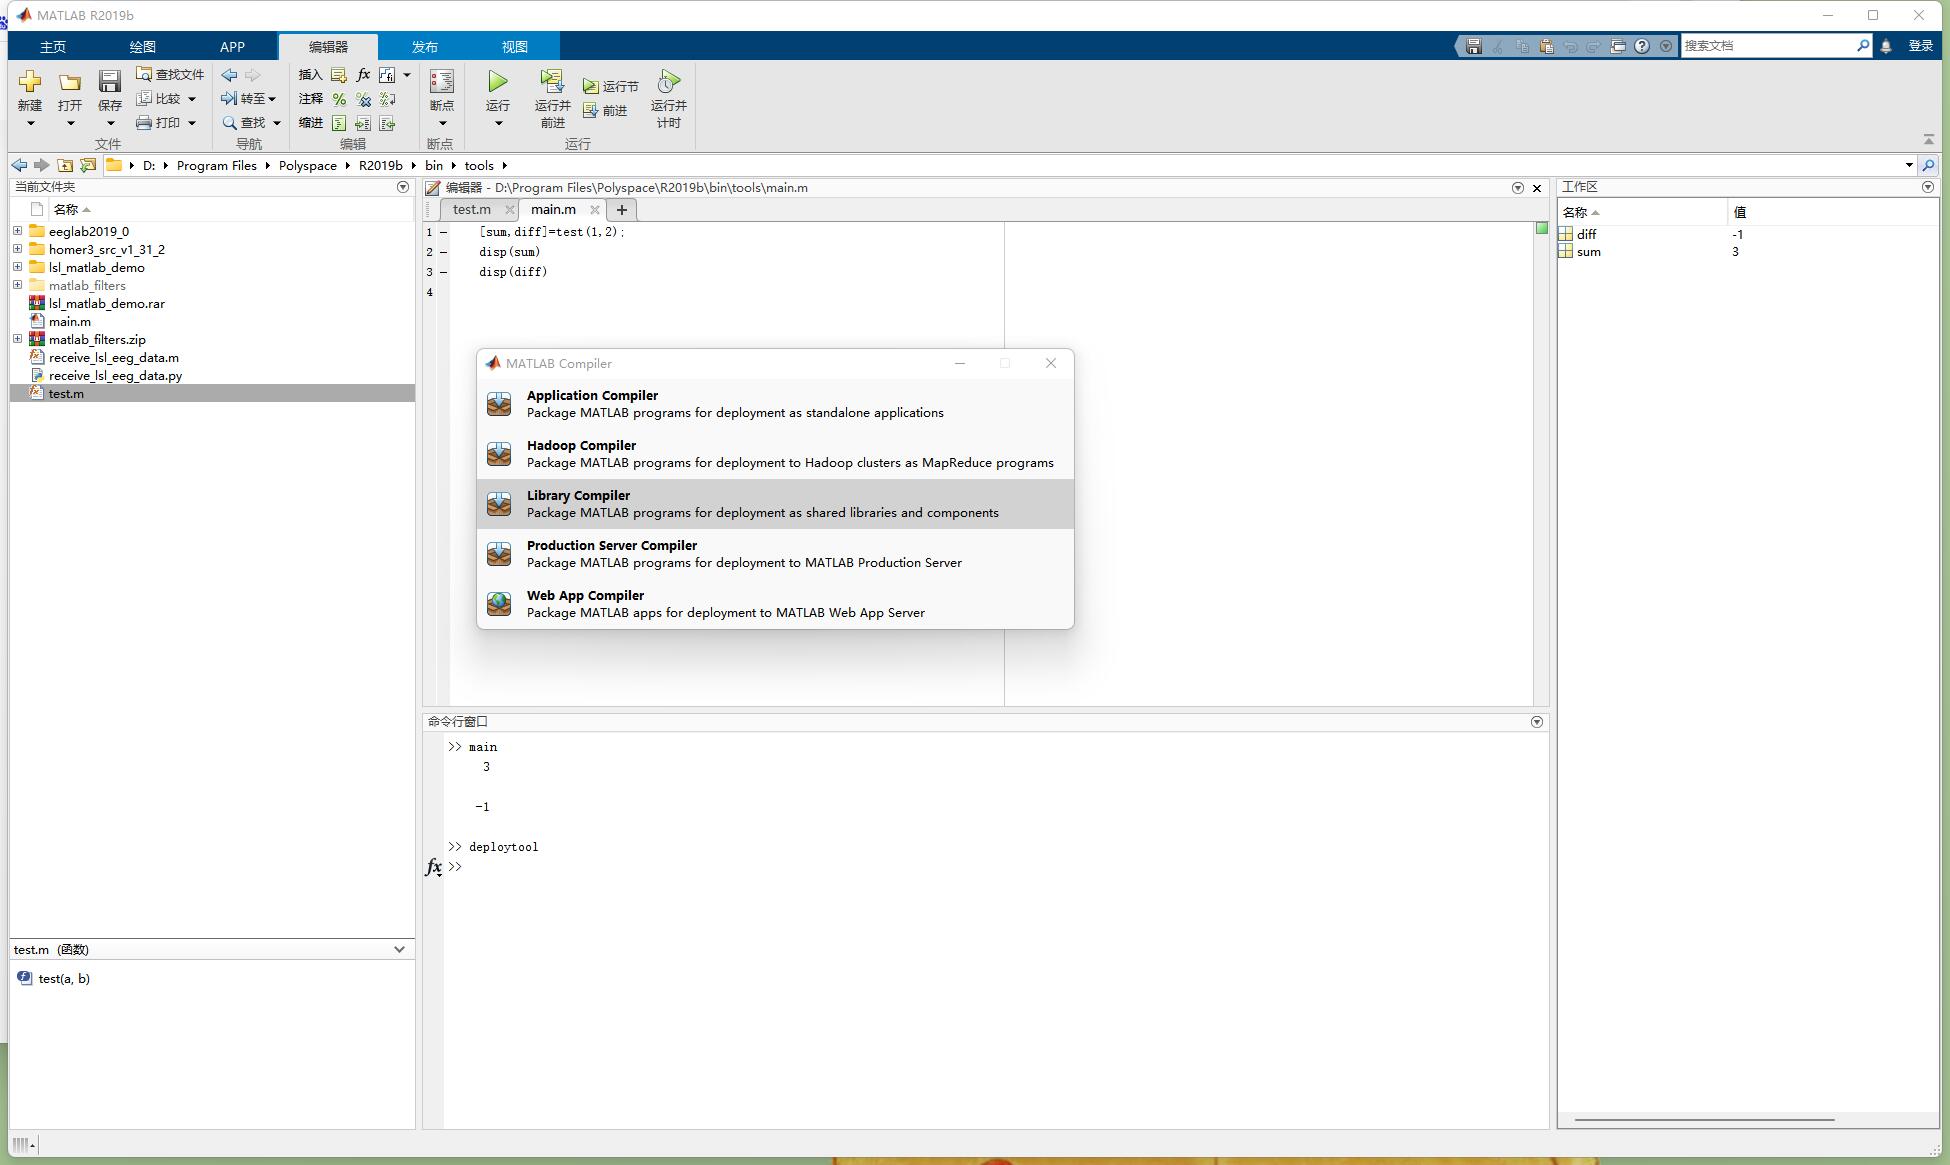 MATLAB R2019b
主页 绘图 APP 编辑器 发布 视图 搜索文档 登录
新建 打开 保存 查找文件 比较 打印 转至 查找 插入 fx 注释 缩进 断点 运行 运行并前进 运行节 前进 运行并计时
文件 导航 编辑 断点 运行
D: Program Files Polyspace R2019b bin tools
当前文件夹
名称
eeglab2019_0
homer3_src_v1_31_2
lsl_matlab_demo
matlab_filters
lsl_matlab_demo.rar
main.m
matlab_filters.zip
receive_lsl_eeg_data.m
receive_lsl_eeg_data.py
test.m
test.m (函数)
test(a, b)
编辑器 - D:\Program Files\Polyspace\R2019b\bin\tools\main.m
test.m main.m
1 [sum,diff]=test(1,2);
2 disp(sum)
3 disp(diff)
4
MATLAB Compiler
Application Compiler
Package MATLAB programs for deployment as standalone applications
Hadoop Compiler
Package MATLAB programs for deployment to Hadoop clusters as MapReduce programs
Library Compiler
Package MATLAB programs for deployment as shared libraries and components
Production Server Compiler
Package MATLAB programs for deployment to MATLAB Production Server
Web App Compiler
Package MATLAB apps for deployment to MATLAB Web App Server
命令行窗口
>> main
3
-1
>> deploytool
fx >>
工作区
名称 值
diff -1
sum 3